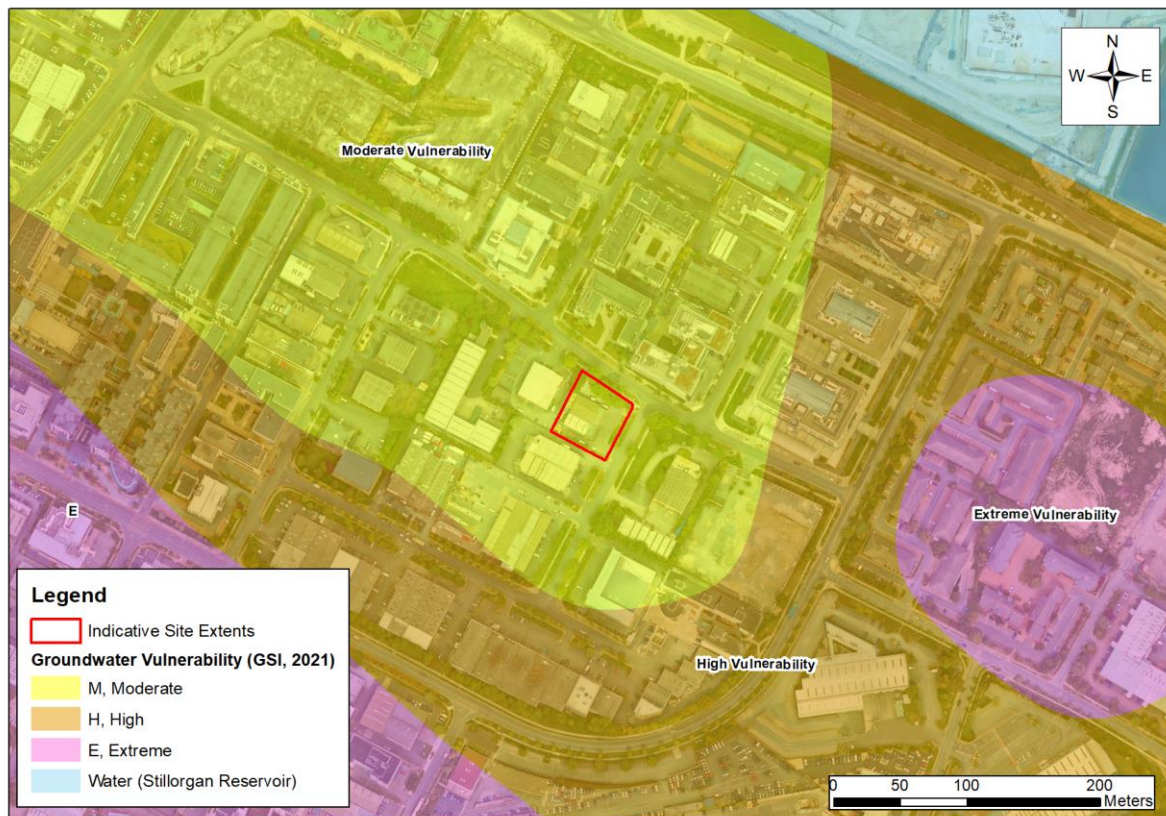 N
W E
S
Moderate Vulnerability
Extreme Vulnerability
E
High Vulnerability
Legend
Indicative Site Extents
Groundwater Vulnerability (GSI, 2021)
M, Moderate
H, High
E, Extreme
Water (Stillorgan Reservoir)
0 50 100 200
Meters